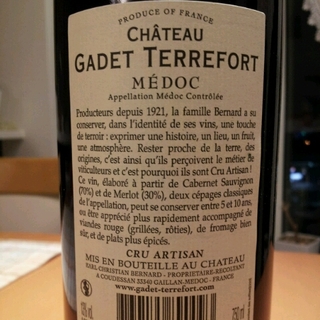 PRODUCE OF FRANCE
CHÂTEAU
GADET TERREFORT
MÉDOC
Appellation Médoc Contrôlée
Producteurs depuis 1921, la famille Bernard a su
conserver, dans l'identité de ses vins, une touche
de terroir : exprimer une histoire, un lieu, un fruit,
une atmosphère. Rester proche de la terre, des
origines, c'est ainsi qu'ils perçoivent le métier de
viticulteurs et c'est pourquoi ils sont Cru Artisan !
Ce vin, élaboré à partir de Cabernet Sauvignon
(70%) et de Merlot (30%), deux cépages classiques
de l'appellation, peut se conserver entre 5 et 10 ans,
ou être apprécié plus rapidement accompagné de
viandes rouges (grillées, rôties), de fromage bien
sûr, et de plats plus épicés.
CRU ARTISAN
MIS EN BOUTEILLE AU CHATEAU
EARL CHRISTIAN BERNARD - PROPRIETAIRE-RECOLTANT
A COUDESSAN 33340 GAILLAN-MEDOC - FRANCE
www.gadet-terrefort.com
750 ml